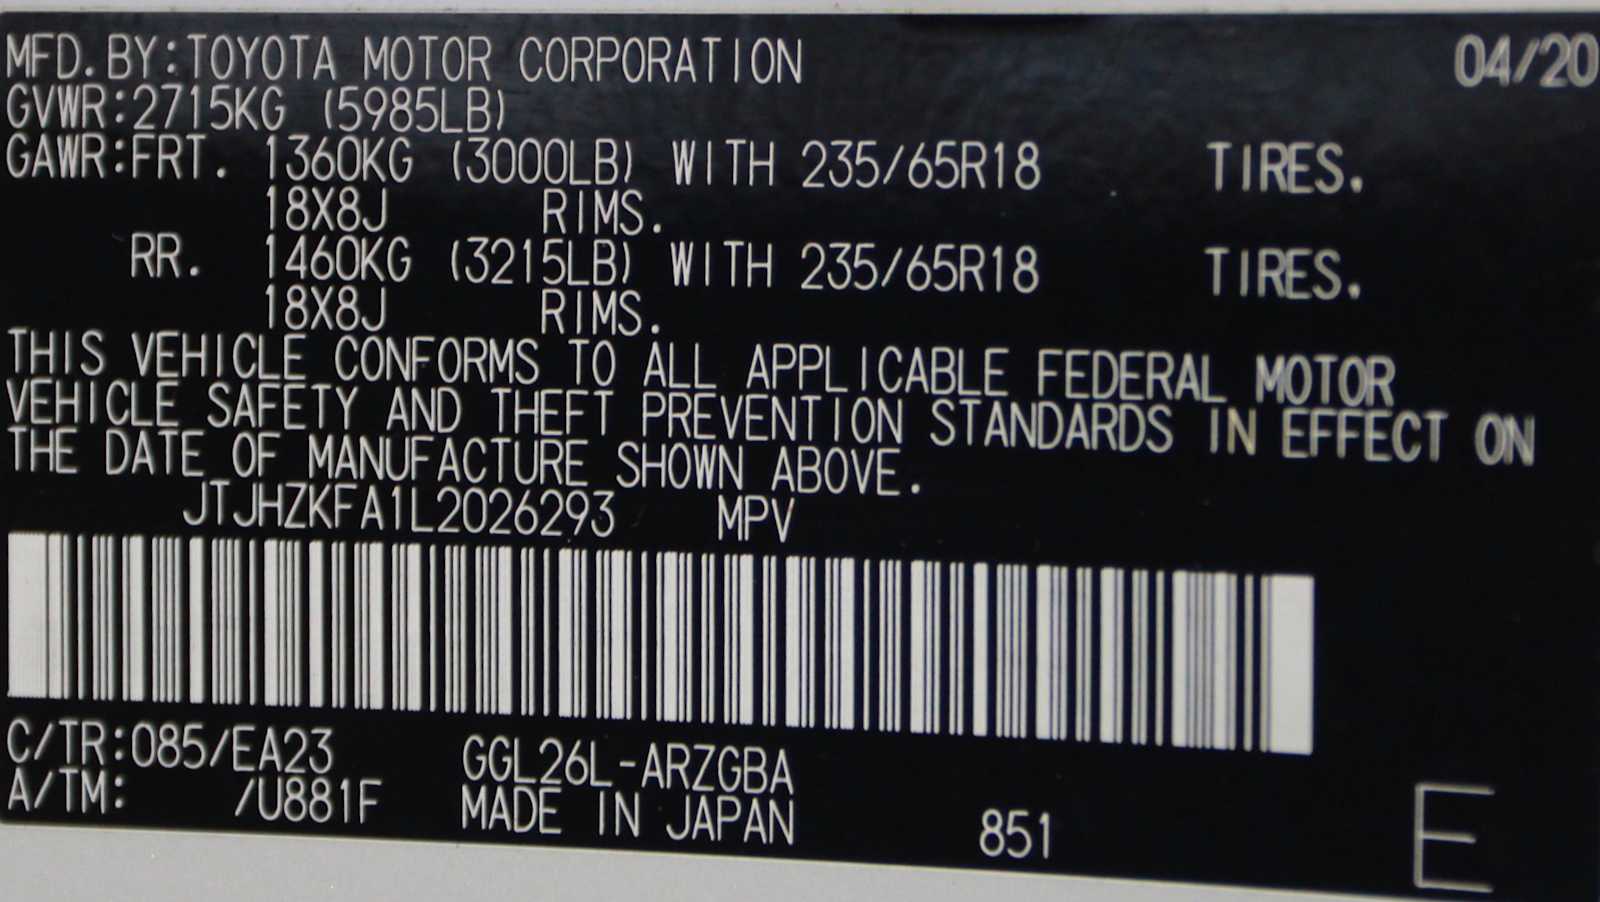 MFD.BY:TOYOTA MOTOR CORPORATION 04/20
GVWR:2715KG (5985LB)
GAWR:FRT. 1360KG (3000LB) WITH 235/65R18 TIRES.
18X8J RIMS.
RR. 1460KG (3215LB) WITH 235/65R18 TIRES.
18X8J RIMS.
THIS VEHICLE CONFORMS TO ALL APPLICABLE FEDERAL MOTOR
VEHICLE SAFETY AND THEFT PREVENTION STANDARDS IN EFFECT ON
THE DATE OF MANUFACTURE SHOWN ABOVE.
JTJHZKFA1L2026293 MPV
C/TR:085/EA23 GGL26L-ARZGBA
A/TM: /U881F MADE IN JAPAN 851 E